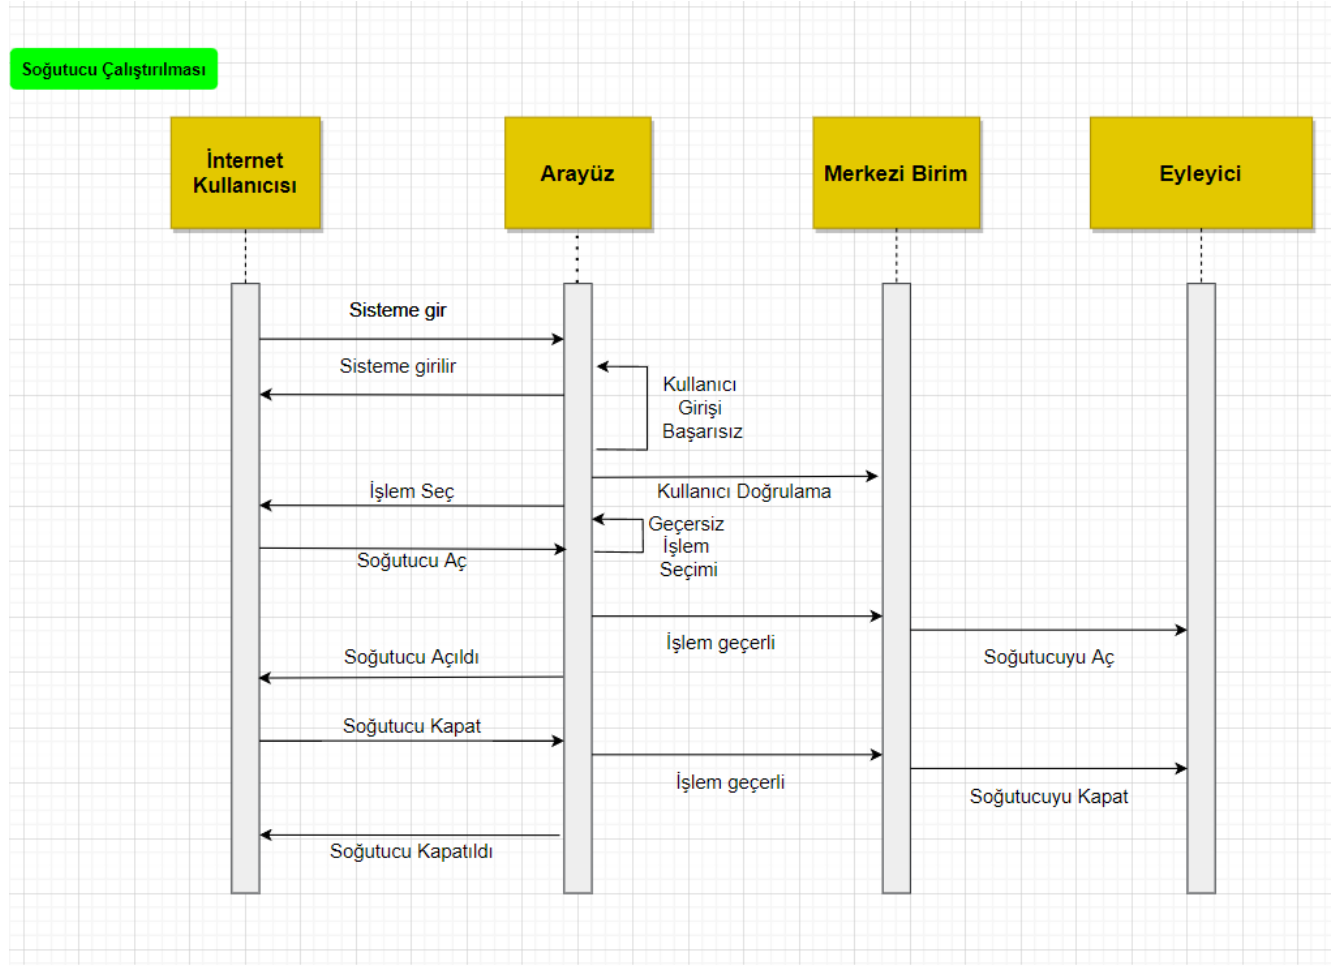 Soğutucu Çalıştırılması
İnternet
Kullanıcısı
Arayüz
Merkezi Birim
Eyleyici
Sisteme gir
Sisteme girilir
Kullanıcı
Girişi
Başarısız
Kullanıcı Doğrulama
İşlem Seç
Geçersiz
İşlem
Seçimi
Soğutucu Aç
İşlem geçerli
Soğutucuyu Aç
Soğutucu Açıldı
Soğutucu Kapat
İşlem geçerli
Soğutucuyu Kapat
Soğutucu Kapatıldı